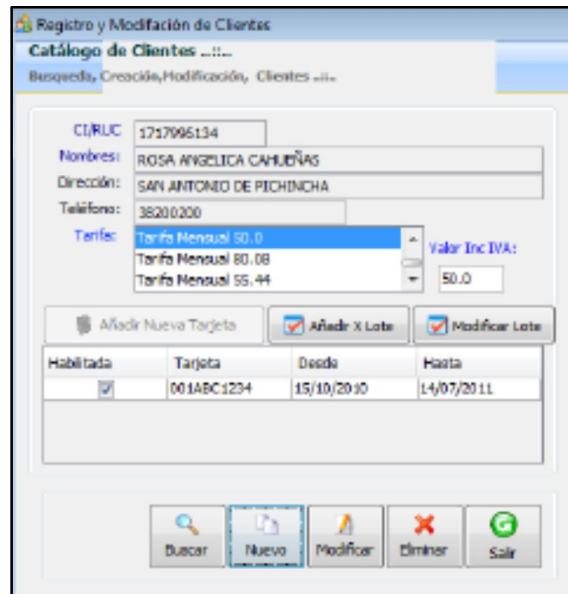 Registro y Modifación de Clientes
Catálogo de Clientes ..::..
Busqueda, Creación,Modificación, Clientes ..::..
CI/RUC 1717996134
Nombres: ROSA ANGELICA CAHUEÑAS
Dirección: SAN ANTONIO DE PICHINCHA
Teléfono: 38200200
Tarifa: Tarifa Mensual 50.0
Tarifa Mensual 80.08
Tarifa Mensual 55.44
Valor Inc IVA:
50.0
Añadir Nueva Tarjeta Añadir X Lote Modificar Lote
Habilitada Tarjeta Desde Hasta
001ABC1234 15/10/2010 14/07/2011
Buscar Nuevo Modificar Eliminar Salir